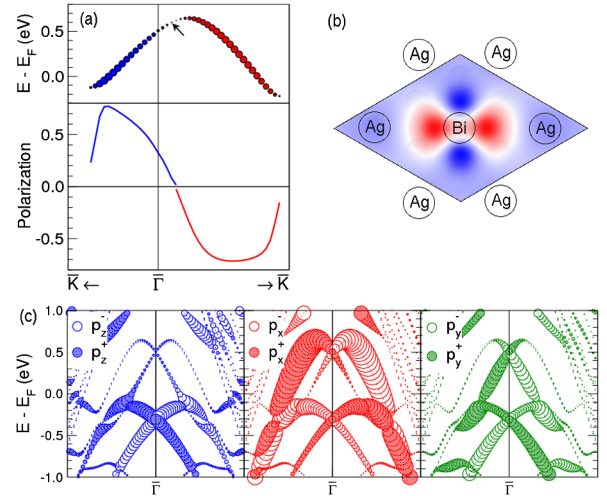 (a)
E - E_F (eV)
0.5
0.0
Polarization
0.5
0.0
-0.5
K̅ ←
Γ̅
→ K̅
(b)
Ag Ag
Ag Bi Ag
Ag Ag
(c)
E - E_F (eV)
1.0
0.5
0.0
-0.5
-1.0
p_z^-
p_z^+
p_x^-
p_x^+
p_y^-
p_y^+
Γ̅ Γ̅ Γ̅